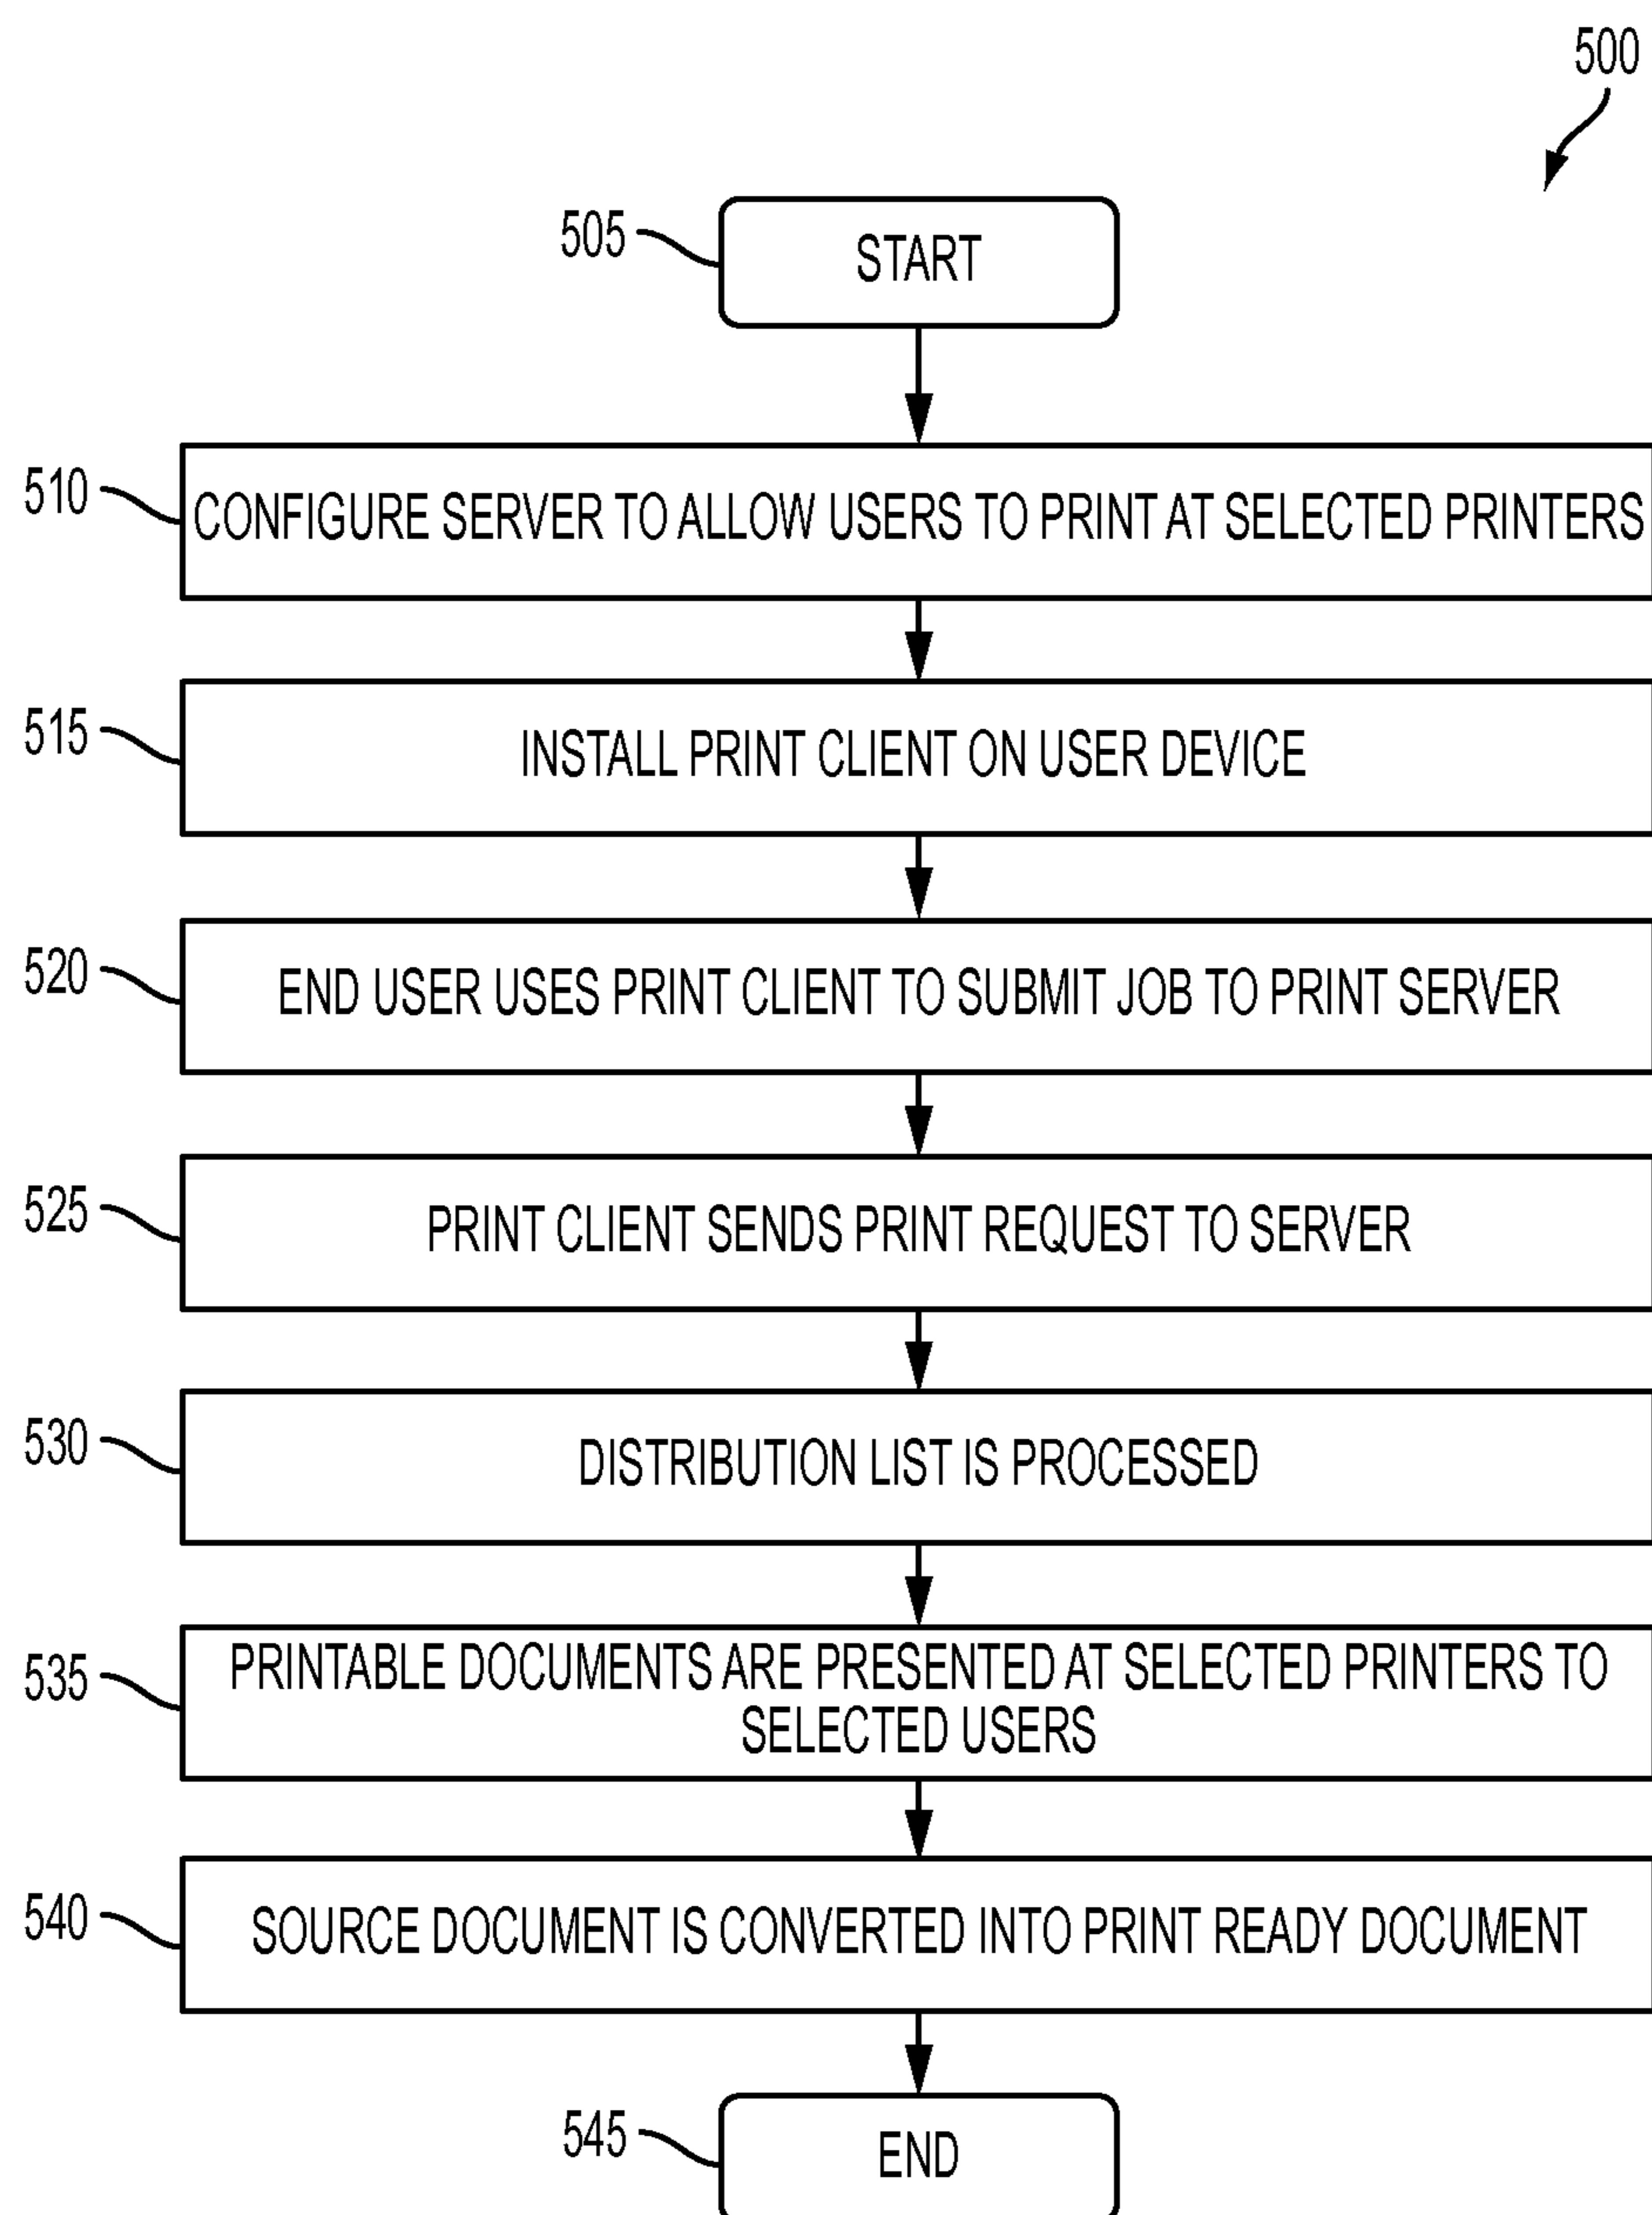 500
505
START
510
CONFIGURE SERVER TO ALLOW USERS TO PRINT AT SELECTED PRINTERS
515
INSTALL PRINT CLIENT ON USER DEVICE
520
END USER USES PRINT CLIENT TO SUBMIT JOB TO PRINT SERVER
525
PRINT CLIENT SENDS PRINT REQUEST TO SERVER
530
DISTRIBUTION LIST IS PROCESSED
535
PRINTABLE DOCUMENTS ARE PRESENTED AT SELECTED PRINTERS TO
SELECTED USERS
540
SOURCE DOCUMENT IS CONVERTED INTO PRINT READY DOCUMENT
545
END